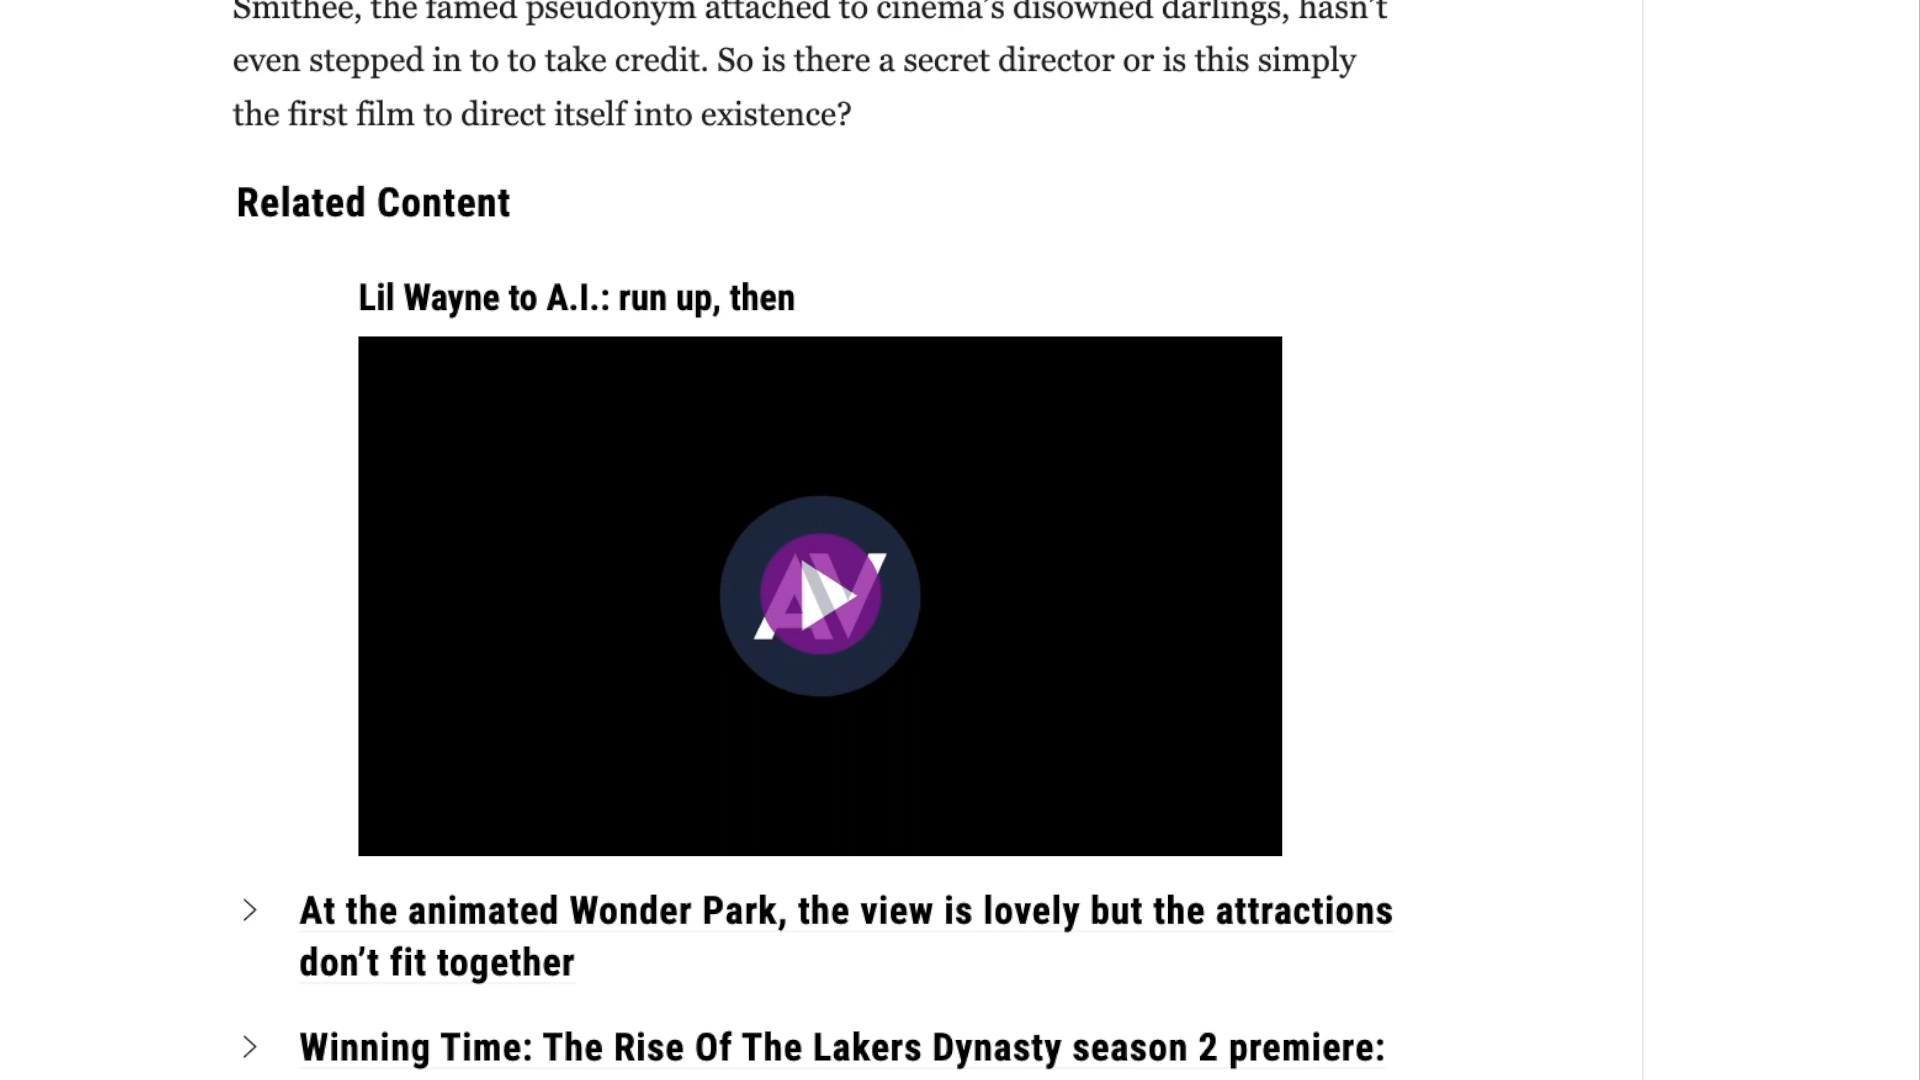 Smithee, the famed pseudonym attached to cinema’s disowned darlings, hasn’t
even stepped in to to take credit. So is there a secret director or is this simply
the first film to direct itself into existence?
Related Content
Lil Wayne to A.I.: run up, then
AV
At the animated Wonder Park, the view is lovely but the attractions
don’t fit together
Winning Time: The Rise Of The Lakers Dynasty season 2 premiere: